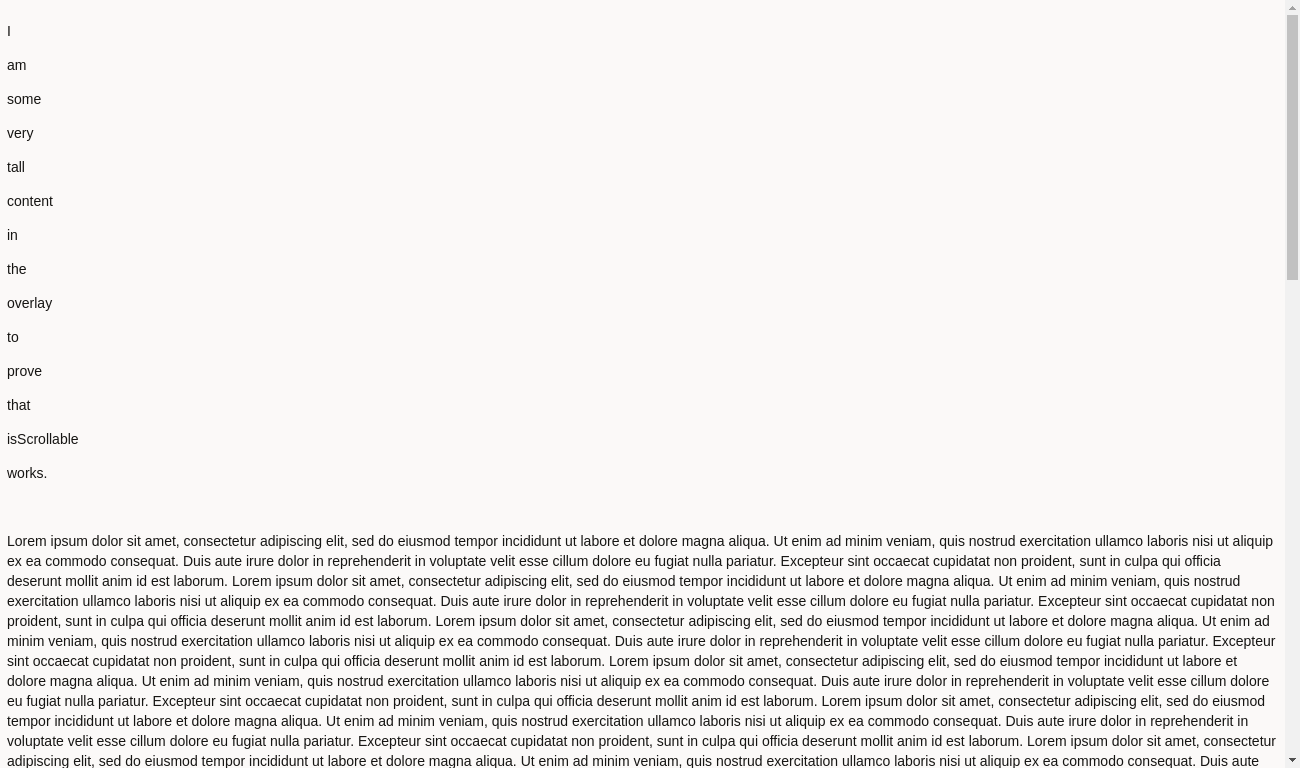 I
am
some
very
tall
content
in
the
overlay
to
prove
that
isScrollable
works.
Lorem ipsum dolor sit amet, consectetur adipiscing elit, sed do eiusmod tempor incididunt ut labore et dolore magna aliqua. Ut enim ad minim veniam, quis nostrud exercitation ullamco laboris nisi ut aliquip
ex ea commodo consequat. Duis aute irure dolor in reprehenderit in voluptate velit esse cillum dolore eu fugiat nulla pariatur. Excepteur sint occaecat cupidatat non proident, sunt in culpa qui officia
deserunt mollit anim id est laborum. Lorem ipsum dolor sit amet, consectetur adipiscing elit, sed do eiusmod tempor incididunt ut labore et dolore magna aliqua. Ut enim ad minim veniam, quis nostrud
exercitation ullamco laboris nisi ut aliquip ex ea commodo consequat. Duis aute irure dolor in reprehenderit in voluptate velit esse cillum dolore eu fugiat nulla pariatur. Excepteur sint occaecat cupidatat non
proident, sunt in culpa qui officia deserunt mollit anim id est laborum. Lorem ipsum dolor sit amet, consectetur adipiscing elit, sed do eiusmod tempor incididunt ut labore et dolore magna aliqua. Ut enim ad
minim veniam, quis nostrud exercitation ullamco laboris nisi ut aliquip ex ea commodo consequat. Duis aute irure dolor in reprehenderit in voluptate velit esse cillum dolore eu fugiat nulla pariatur. Excepteur
sint occaecat cupidatat non proident, sunt in culpa qui officia deserunt mollit anim id est laborum. Lorem ipsum dolor sit amet, consectetur adipiscing elit, sed do eiusmod tempor incididunt ut labore et
dolore magna aliqua. Ut enim ad minim veniam, quis nostrud exercitation ullamco laboris nisi ut aliquip ex ea commodo consequat. Duis aute irure dolor in reprehenderit in voluptate velit esse cillum dolore
eu fugiat nulla pariatur. Excepteur sint occaecat cupidatat non proident, sunt in culpa qui officia deserunt mollit anim id est laborum. Lorem ipsum dolor sit amet, consectetur adipiscing elit, sed do eiusmod
tempor incididunt ut labore et dolore magna aliqua. Ut enim ad minim veniam, quis nostrud exercitation ullamco laboris nisi ut aliquip ex ea commodo consequat. Duis aute irure dolor in reprehenderit in
voluptate velit esse cillum dolore eu fugiat nulla pariatur. Excepteur sint occaecat cupidatat non proident, sunt in culpa qui officia deserunt mollit anim id est laborum. Lorem ipsum dolor sit amet, consectetur
adipiscing elit, sed do eiusmod tempor incididunt ut labore et dolore magna aliqua. Ut enim ad minim veniam, quis nostrud exercitation ullamco laboris nisi ut aliquip ex ea commodo consequat. Duis aute